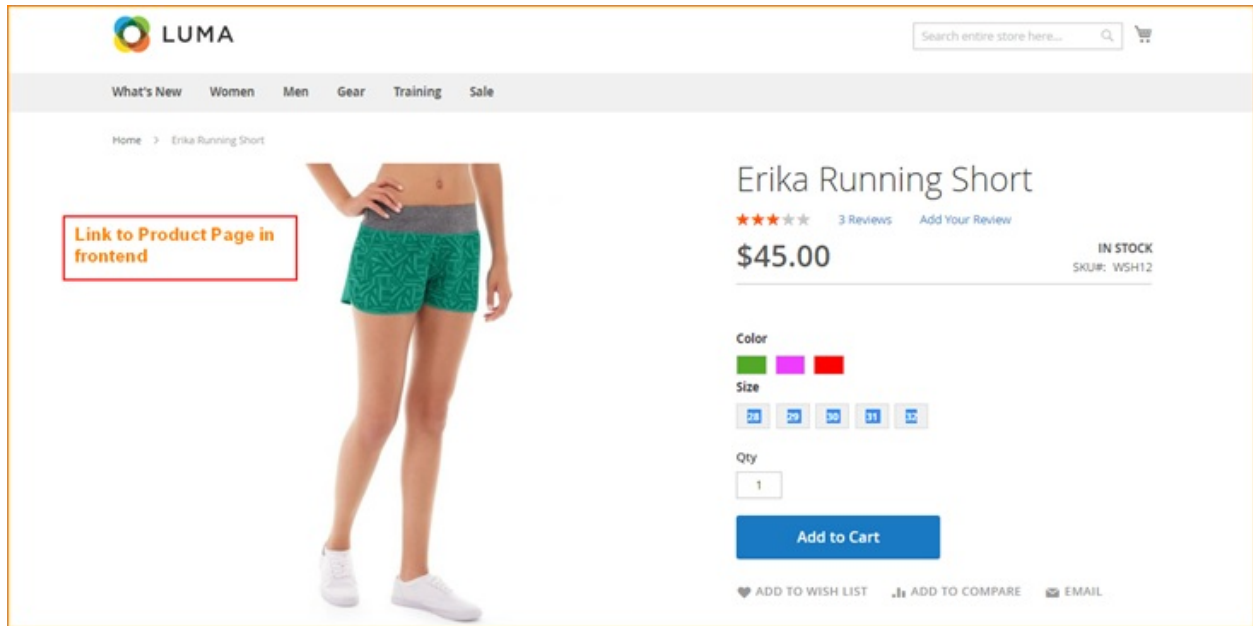 LUMA
Search entire store here...
What's New Women Men Gear Training Sale
Home > Erika Running Short
Link to Product Page in
frontend
Erika Running Short
3 Reviews Add Your Review
$45.00
IN STOCK
SKU#: WSH12
Color
Size
28 29 30 31 32
Qty
1
Add to Cart
ADD TO WISH LIST ADD TO COMPARE EMAIL